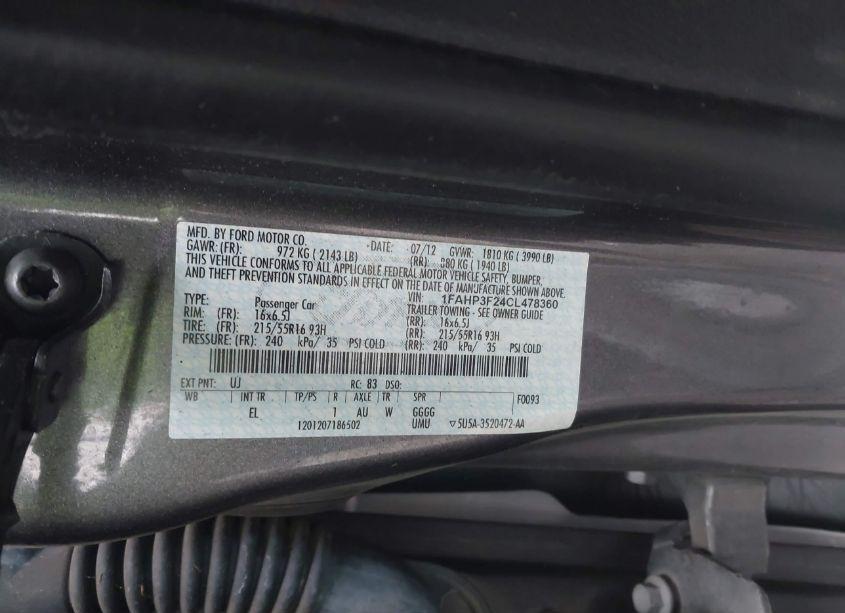 MFD. BY FORD MOTOR CO.
DATE: 07/12 GVWR: 1810 KG ( 3990 LB)
GAWR: (FR): 972 KG ( 2143 LB) (RR): 880 KG ( 1940 LB)
THIS VEHICLE CONFORMS TO ALL APPLICABLE FEDERAL MOTOR VEHICLE SAFETY, BUMPER,
AND THEFT PREVENTION STANDARDS IN EFFECT ON THE DATE OF MANUFACTURE SHOWN ABOVE.
VIN: 1FAHP3F24CL478360
TYPE: Passenger Car TRAILER TOWING - SEE OWNER GUIDE
RIM: (FR): 16x6.5J (RR): 16x6.5J
TIRE: (FR): 215/55R16 93H (RR): 215/55R16 93H
PRESSURE: (FR): 240 kPa/ 35 PSI COLD (RR): 240 kPa/ 35 PSI COLD
EXT PNT: UJ RC: 83 DSO:
WB INT TR TP/PS R AXLE TR SPR F0093
EL 1 AU W GGGG
1201207186502 UMU ▽5U5A-3520472-AA